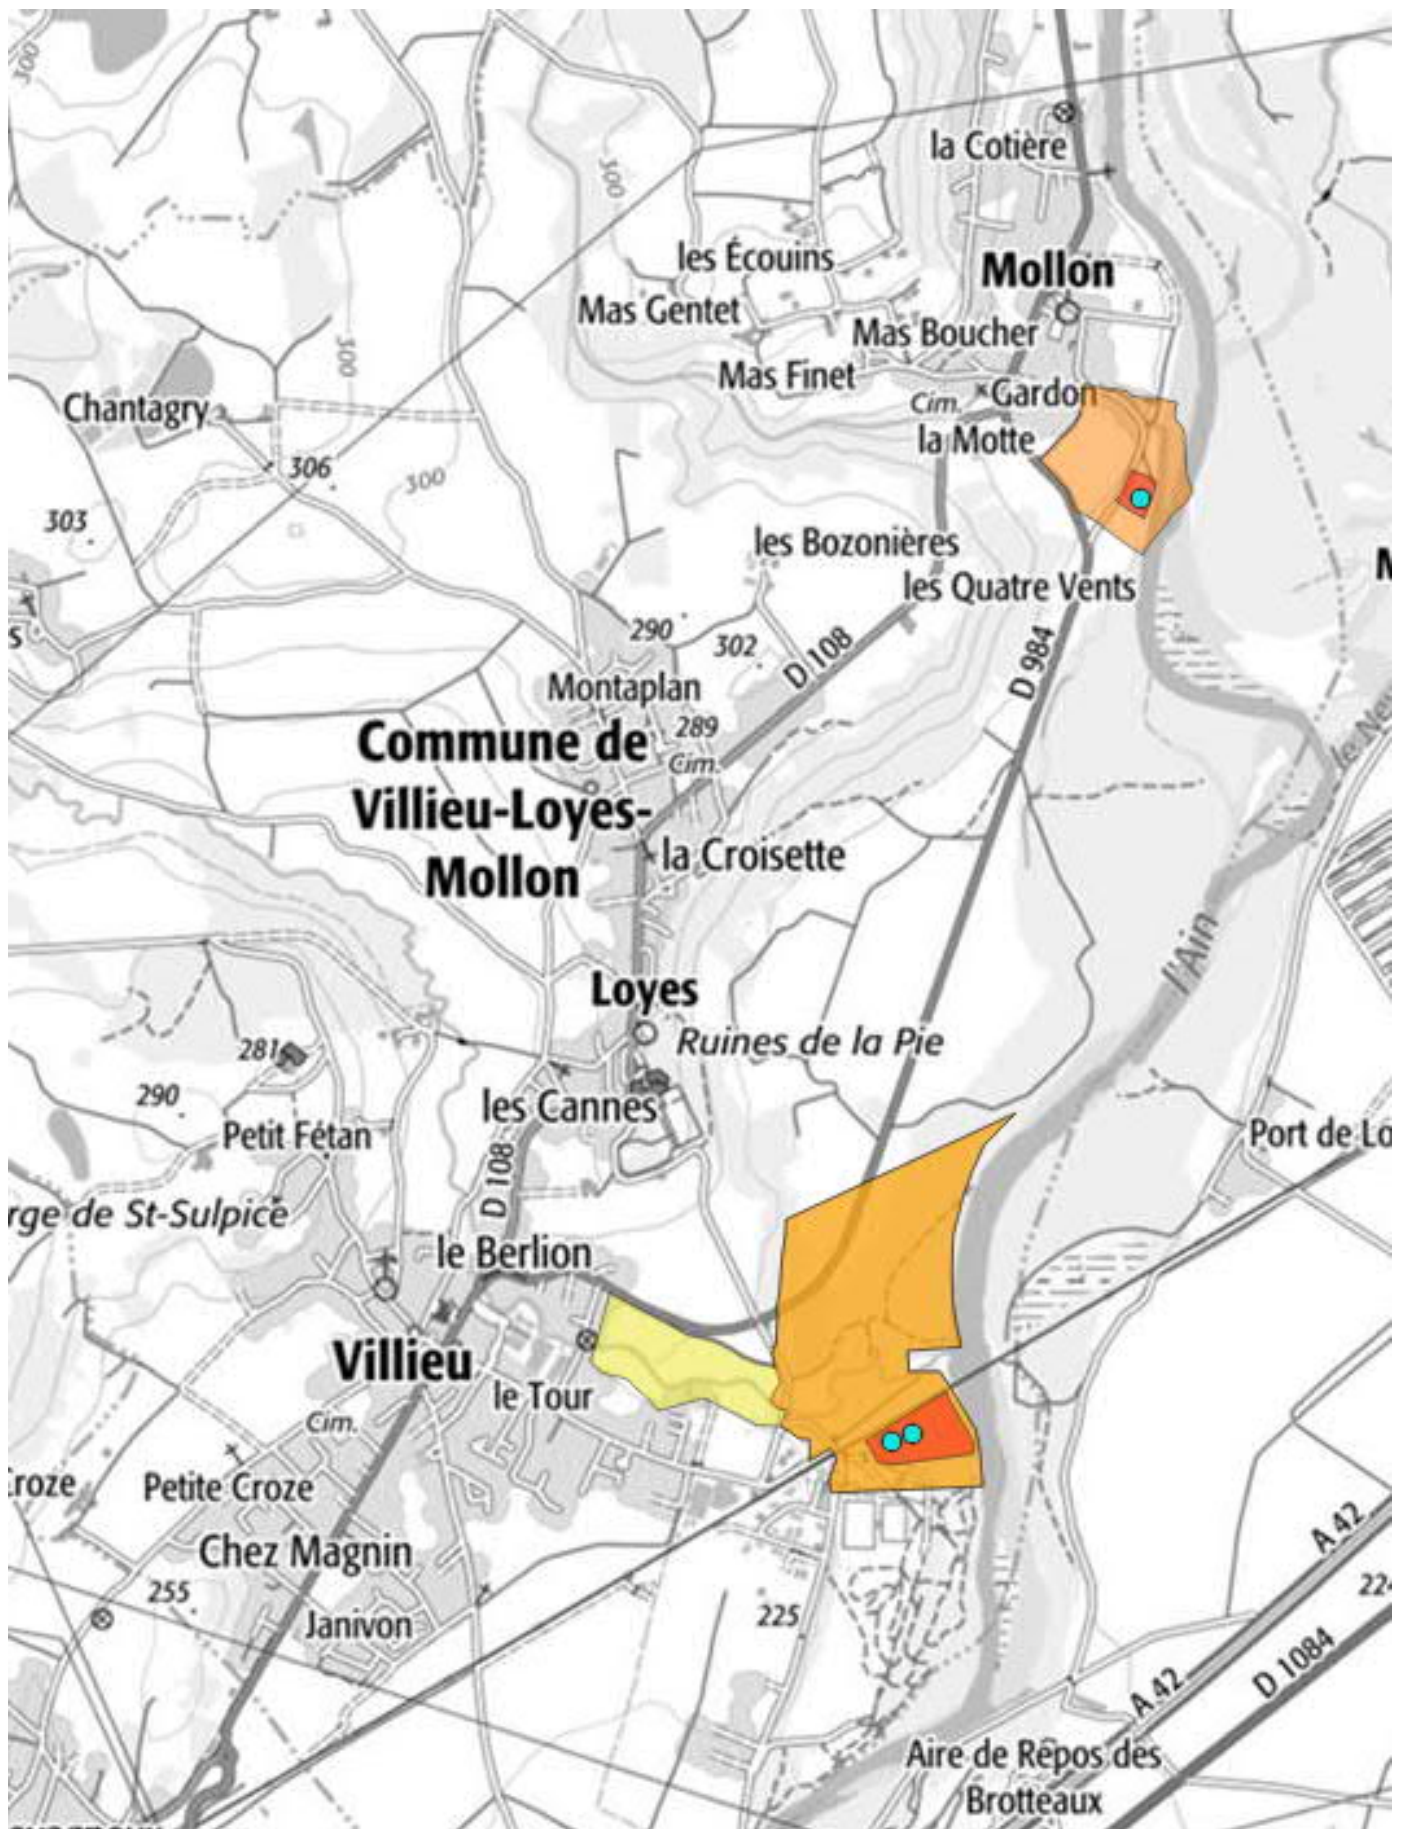 300
la Cotière
300
les Écouins
Mollon
Mas Gentet
Mas Boucher
300
Mas Finet
Gardon
Cim.
Chantagry
la Motte
306
300
303
les Bozonières
les Quatre Vents
290
302
D 108
D 984
Montaplan
289
Commune de
Cim.
Villieu-Loyes-
la Croisette
Mollon
l'Ain
Loyes
Ruines de la Pie
281
290
les Cannes
Petit Fétan
Port de Lo
D 108
rge de St-Sulpice
le Berlion
Villieu
le Tour
Cim.
Petite Croze
Croze
Chez Magnin
A 42
255
225
224
Janivon
D 1084
A 42
Aire de Repos des
Brotteaux